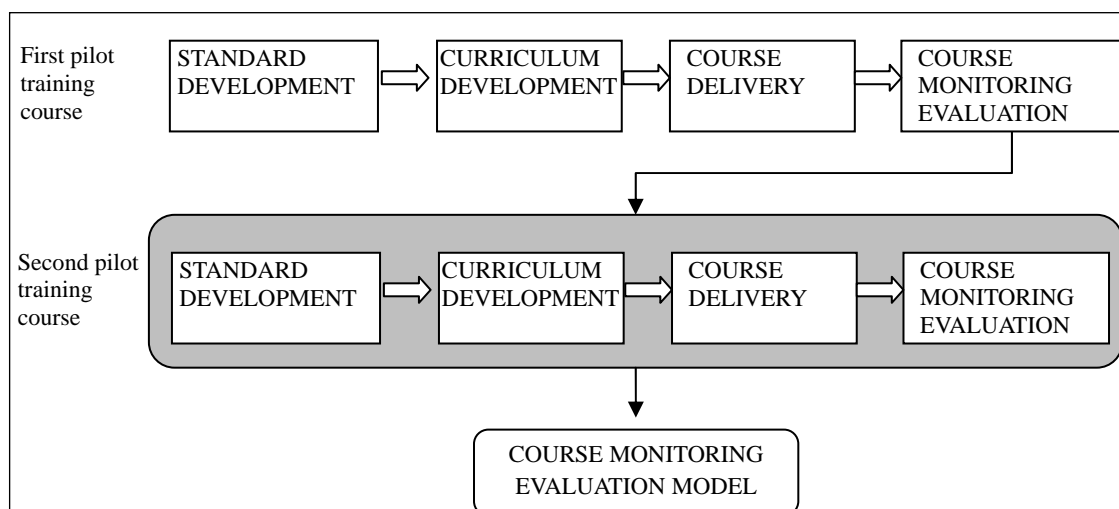 First pilot
training
course
STANDARD
DEVELOPMENT
CURRICULUM
DEVELOPMENT
COURSE
DELIVERY
COURSE
MONITORING
EVALUATION
Second pilot
training
course
STANDARD
DEVELOPMENT
CURRICULUM
DEVELOPMENT
COURSE
DELIVERY
COURSE
MONITORING
EVALUATION
COURSE MONITORING
EVALUATION MODEL